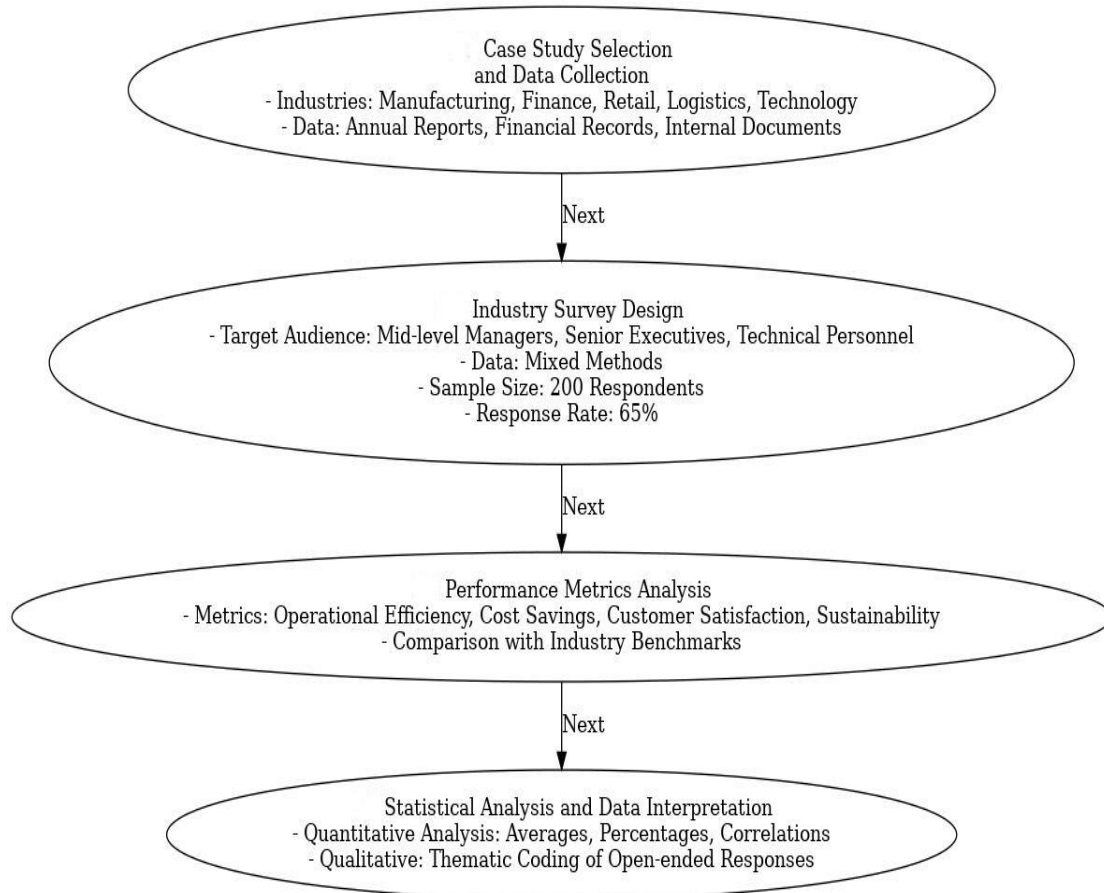 Case Study Selection
and Data Collection
- Industries: Manufacturing, Finance, Retail, Logistics, Technology
- Data: Annual Reports, Financial Records, Internal Documents
Next
Industry Survey Design
- Target Audience: Mid-level Managers, Senior Executives, Technical Personnel
- Data: Mixed Methods
- Sample Size: 200 Respondents
- Response Rate: 65%
Next
Performance Metrics Analysis
- Metrics: Operational Efficiency, Cost Savings, Customer Satisfaction, Sustainability
- Comparison with Industry Benchmarks
Next
Statistical Analysis and Data Interpretation
- Quantitative Analysis: Averages, Percentages, Correlations
- Qualitative: Thematic Coding of Open-ended Responses